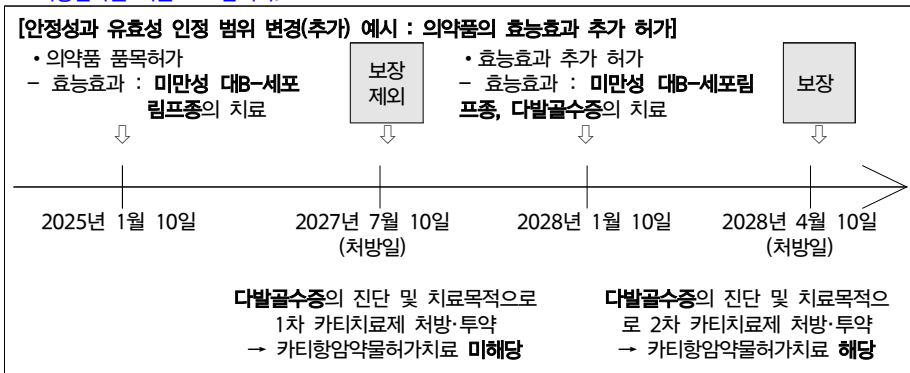 [안정성과 유효성 인정 범위 변경(추가) 예시 : 의약품의 효능효과 추가 허가]
• 의약품 품목허가
- 효능효과 : 미만성 대B-세포
림프종의 치료
보장
제외
• 효능효과 추가 허가
- 효능효과 : 미만성 대B-세포림
프종, 다발골수증의 치료
보장
2025년 1월 10일
2027년 7월 10일
(처방일)
2028년 1월 10일
2028년 4월 10일
(처방일)
다발골수증의 진단 및 치료목적으로
1차 카티치료제 처방·투약
→ 카티항암약물허가치료 미해당
다발골수증의 진단 및 치료목적으
로 2차 카티치료제 처방·투약
→ 카티항암약물허가치료 해당